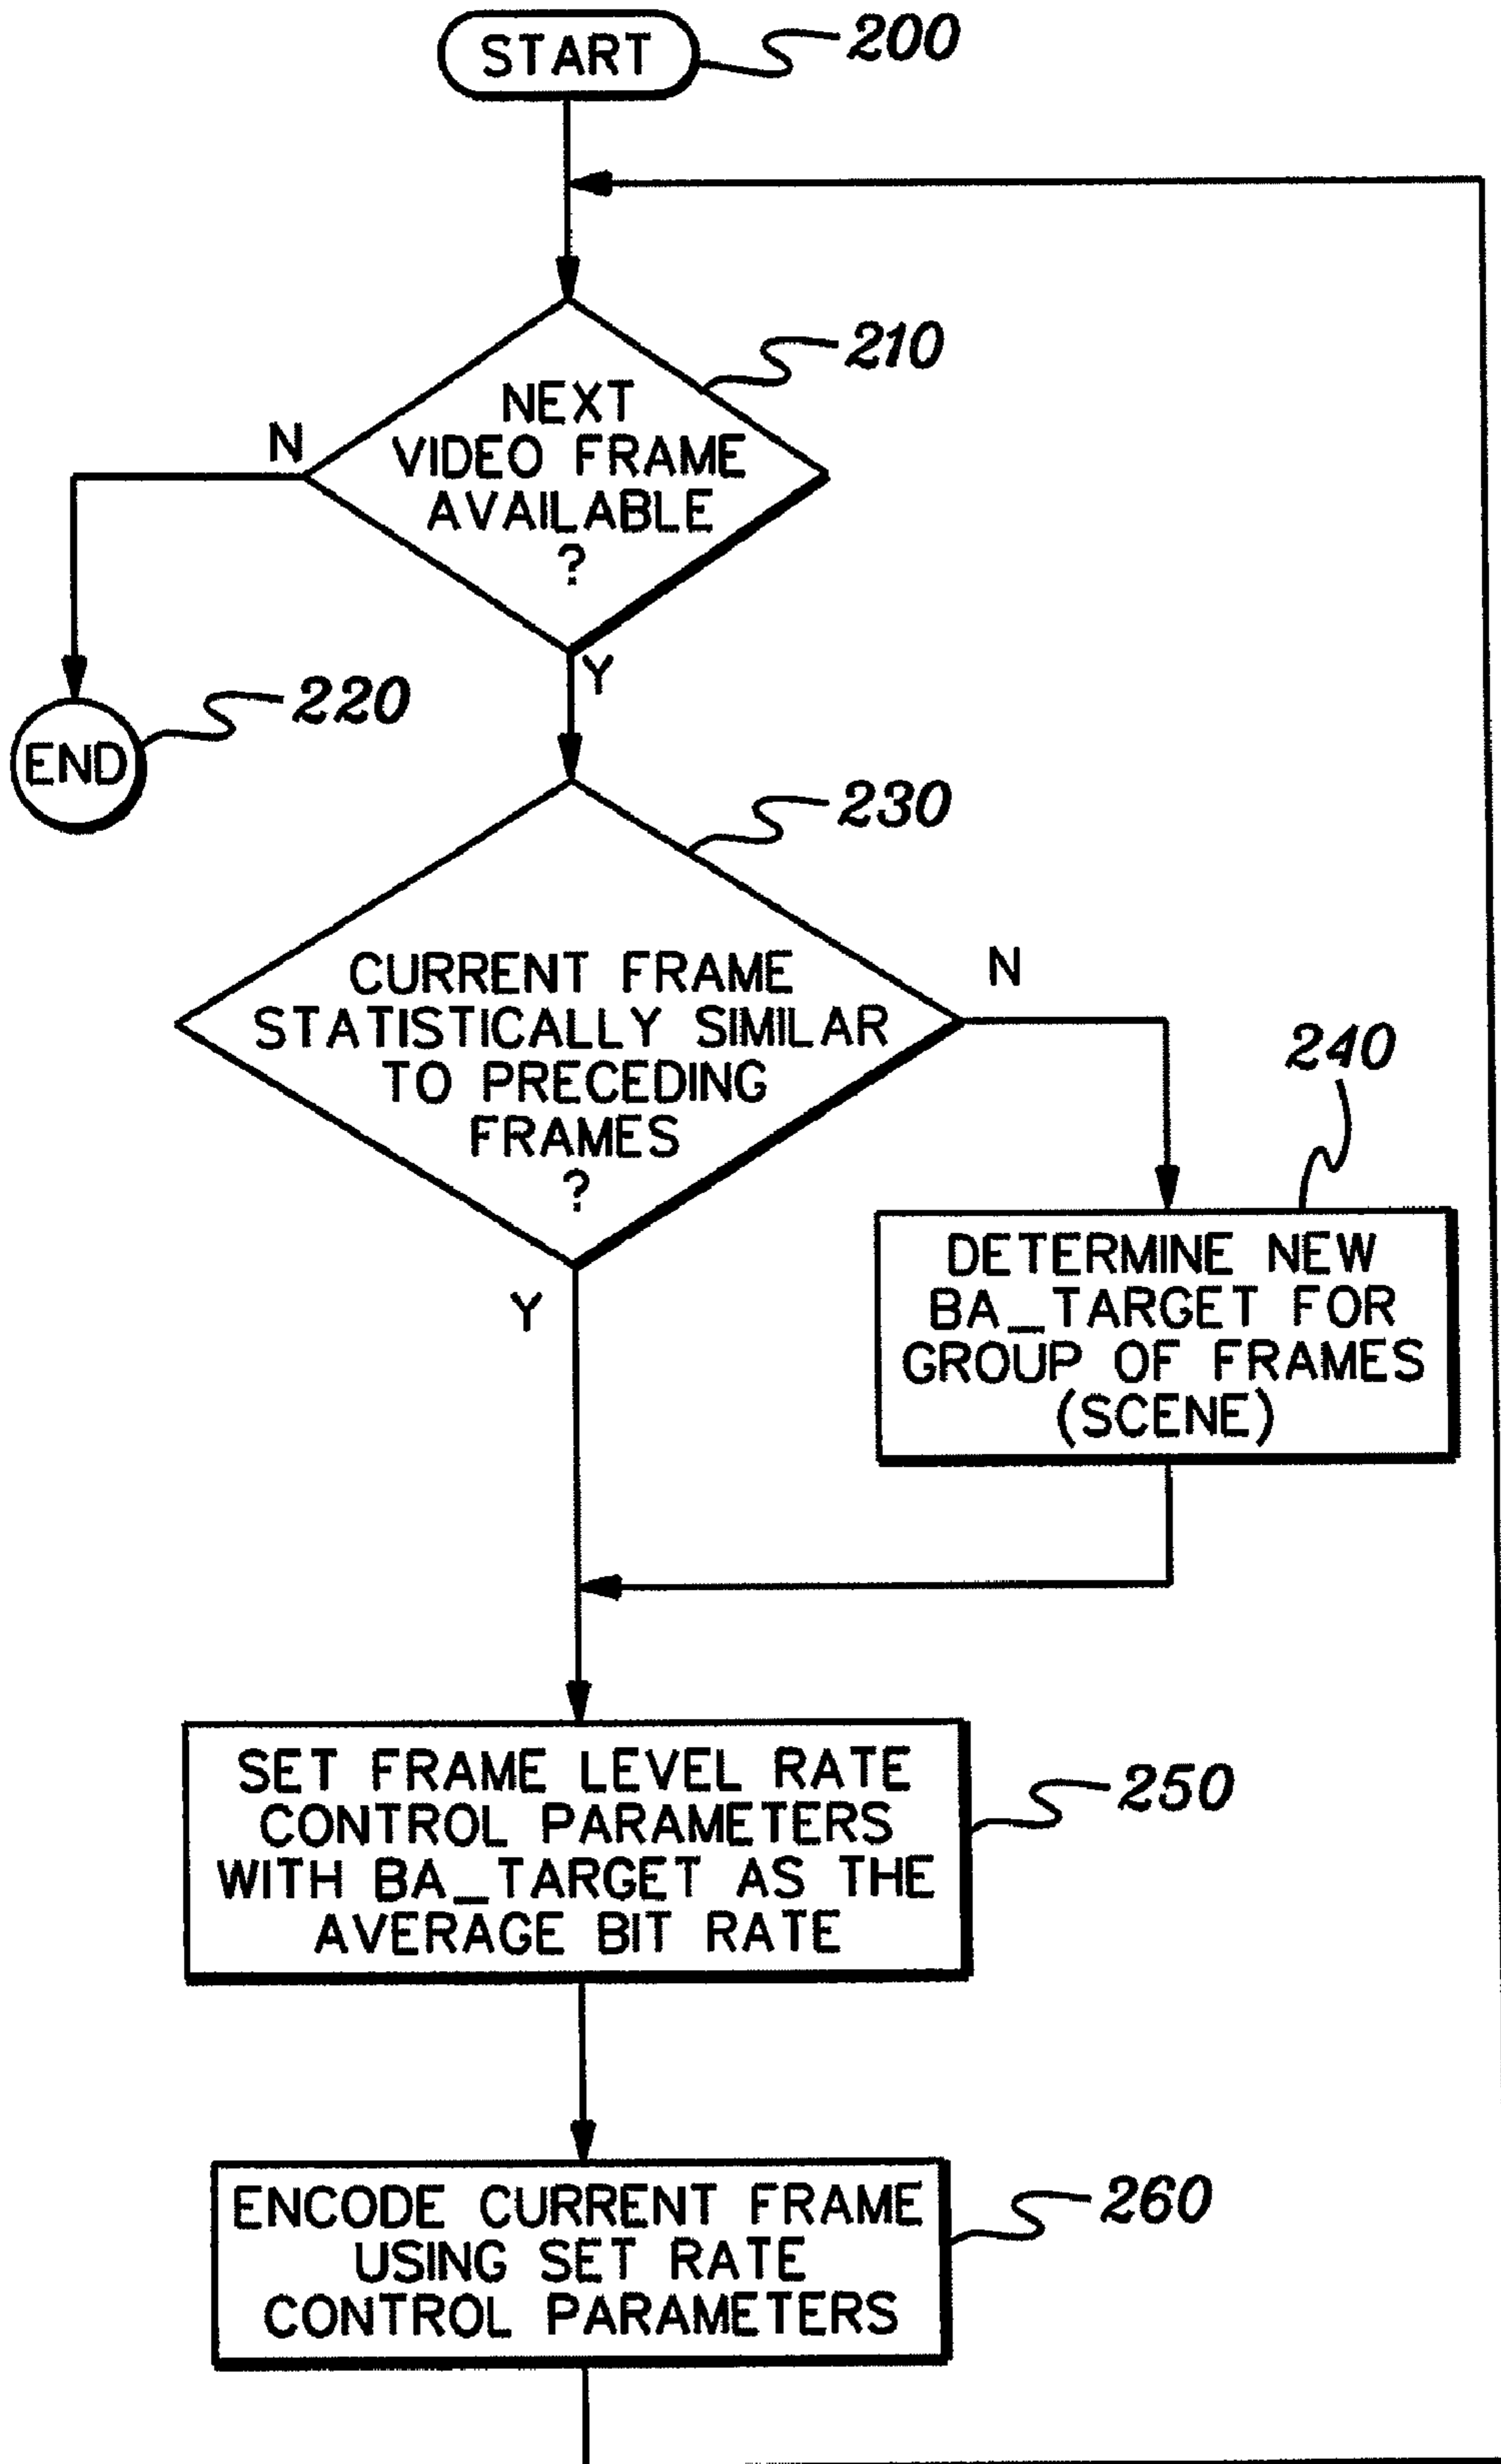 START
200
210
NEXT
VIDEO FRAME
AVAILABLE
?
N
Y
220
END
230
CURRENT FRAME
STATISTICALLY SIMILAR
TO PRECEDING
FRAMES
?
N
Y
240
DETERMINE NEW
BA_TARGET FOR
GROUP OF FRAMES
(SCENE)
SET FRAME LEVEL RATE
CONTROL PARAMETERS
WITH BA_TARGET AS THE
AVERAGE BIT RATE
250
ENCODE CURRENT FRAME
USING SET RATE
CONTROL PARAMETERS
260